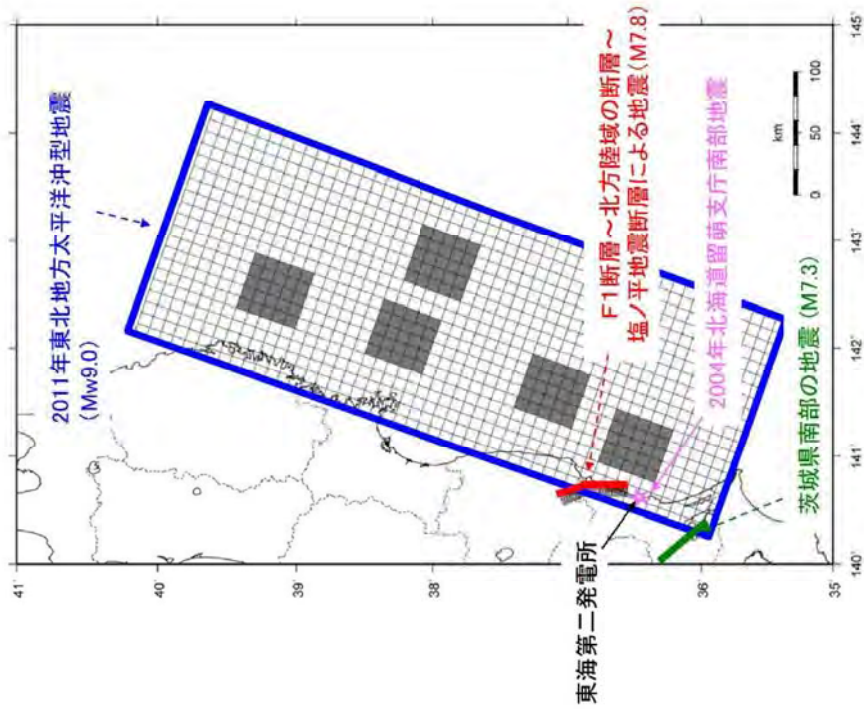 2011年東北地方太平洋沖型地震
(Mw9.0)
F1断層～北方陸域の断層～
塩ノ平地震断層による地震(M7.8)
2004年北海道留萌支庁南部地震
茨城県南部の地震 (M7.3)
東海第二発電所
km
0 50 100
41
40
39
38
36
35
140°
141°
142°
143°
144°
145°